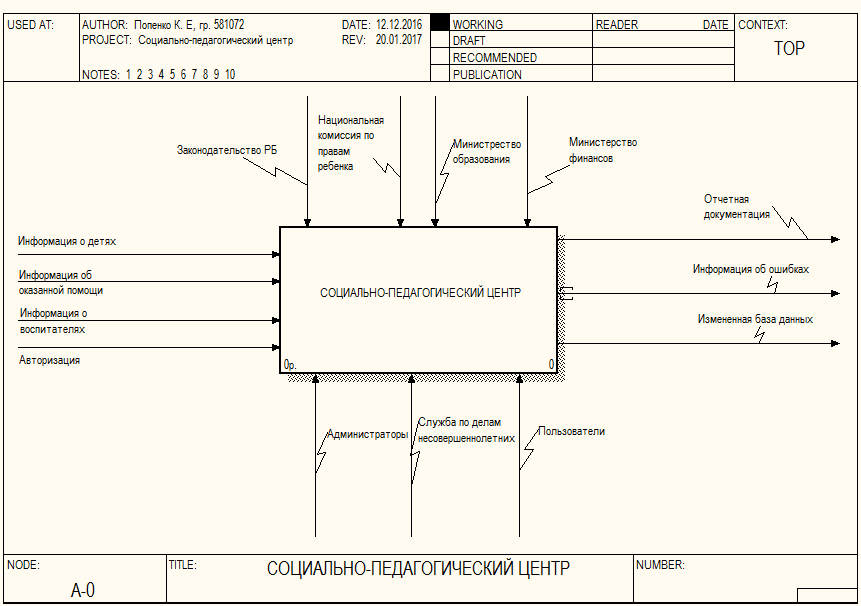 USED AT:
AUTHOR: Попенко К. Е, гр. 581072
DATE: 12.12.2016
PROJECT: Социально-педагогический центр
REV: 20.01.2017
NOTES: 1 2 3 4 5 6 7 8 9 10
WORKING
DRAFT
RECOMMENDED
PUBLICATION
READER
DATE
CONTEXT:
TOP
Законодательство РБ
Национальная
комиссия по
правам
ребенка
Министрество
образования
Министерство
финансов
Информация о детях
Информация об
оказанной помощи
Информация о
воспитателях
Авторизация
СОЦИАЛЬНО-ПЕДАГОГИЧЕСКИЙ ЦЕНТР
0р.
0
Отчетная
документация
Информация об ошибках
Измененная база данных
Администраторы
Служба по делам
несовершеннолетних
Пользователи
NODE:
A-0
TITLE:
СОЦИАЛЬНО-ПЕДАГОГИЧЕСКИЙ ЦЕНТР
NUMBER: